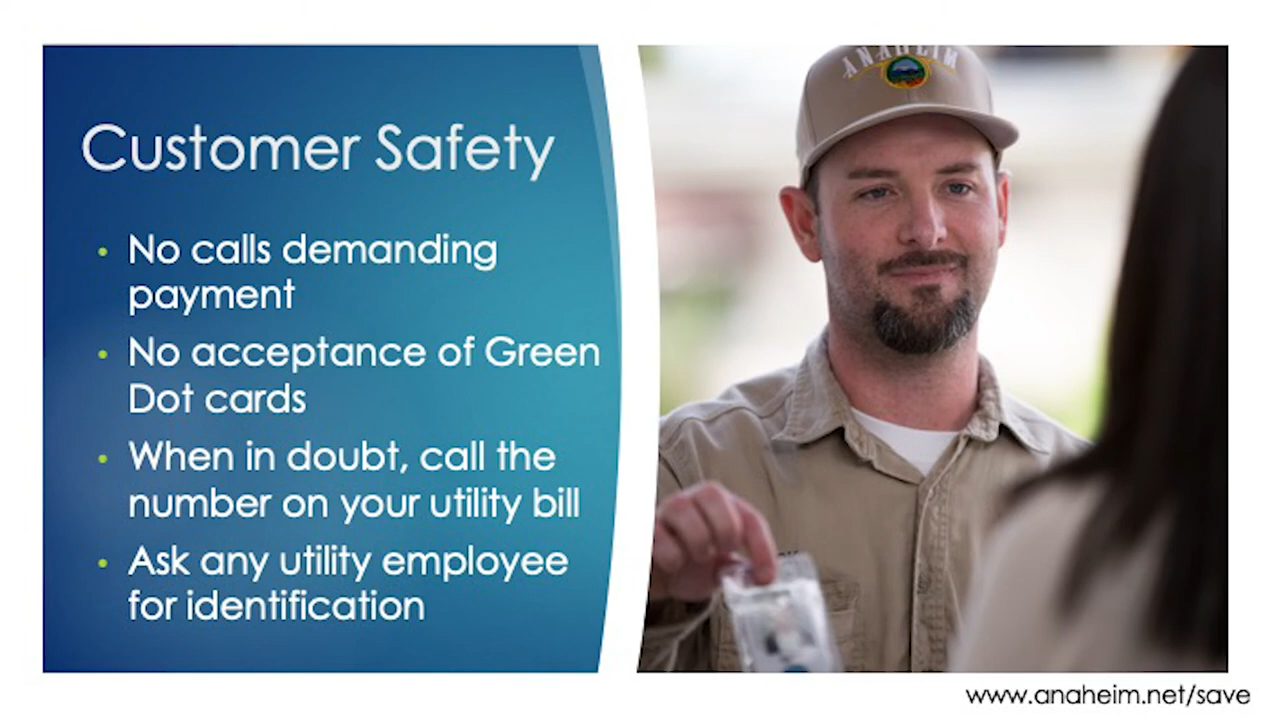 ANAHEIM
Customer Safety
• No calls demanding
payment
• No acceptance of Green
Dot cards
• When in doubt, call the
number on your utility bill
• Ask any utility employee
for identification
www.anaheim.net/save